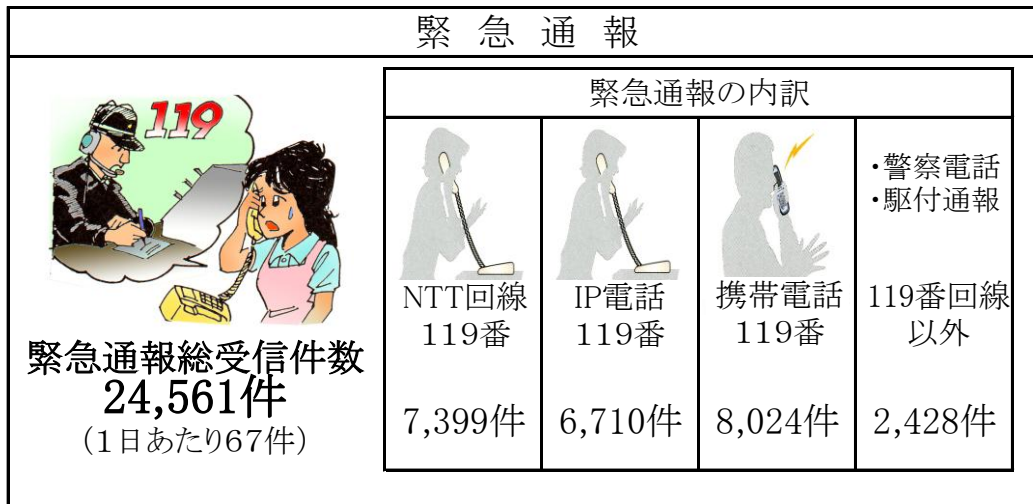 緊急通報
119
緊急通報総受信件数
24,561件
(１日あたり６７件)
緊急通報の内訳
NTT回線
119番
7,399件
IP電話
119番
6,710件
携帯電話
119番
8,024件
・警察電話
・駆付通報
119番回線
以外
2,428件